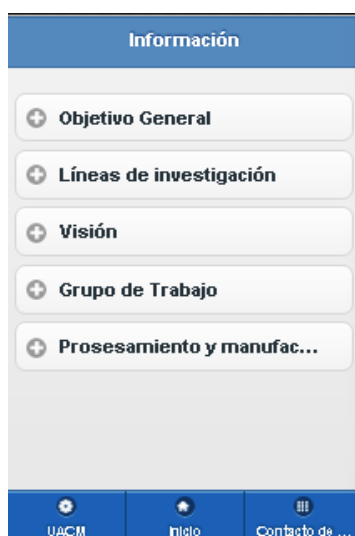 Información
Objetivo General
Líneas de investigación
Visión
Grupo de Trabajo
Prosesamiento y manufac...
UACM
Inicio
Contacto de ...